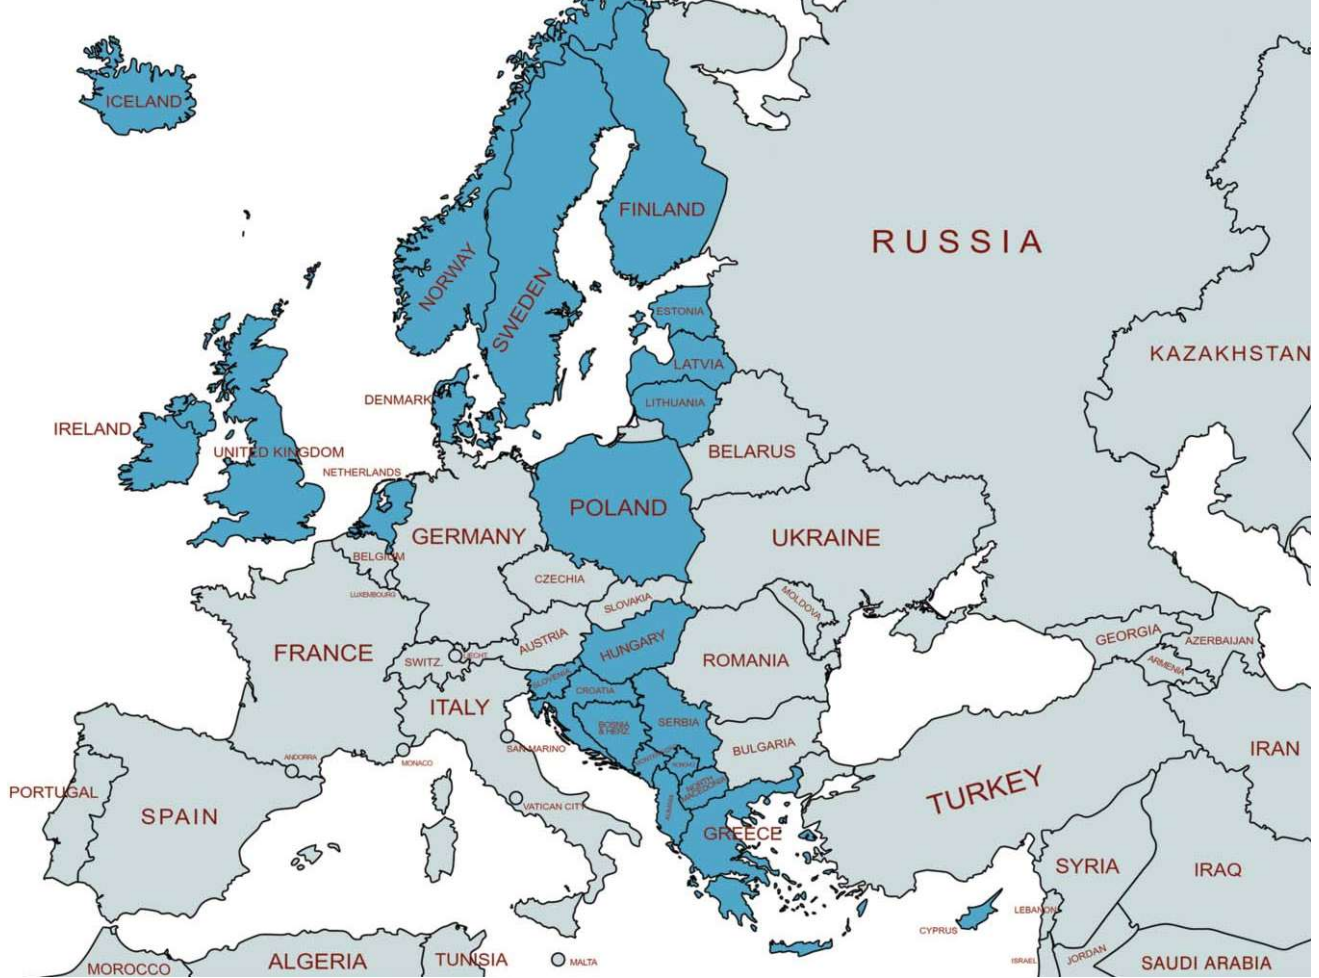 ICELAND
FINLAND
RUSSIA
NORWAY
SWEDEN
ESTONIA
KAZAKHSTAN
LATVIA
DENMARK
LITHUANIA
IRELAND
UNITED KINGDOM
BELARUS
NETHERLANDS
POLAND
GERMANY
UKRAINE
BELGIUM
CZECHIA
LUXEMBOURG
SLOVAKIA
MOLDOVA
AUSTRIA
HUNGARY
GEORGIA
AZERBAIJAN
FRANCE
SWITZ.
LIECHT.
ROMANIA
ARMENIA
SLOVENIA
CROATIA
ITALY
BOSNIA
& HERZ.
SERBIA
BULGARIA
SAN MARINO
IRAN
ANDORRA
MONACO
MONTENEGRO
NORTH
MACEDONIA
PORTUGAL
SPAIN
VATICAN CITY
ALBANIA
TURKEY
GREECE
SYRIA
IRAQ
LEBANON
CYPRUS
MOROCCO
ALGERIA
TUNISIA
MALTA
ISRAEL
JORDAN
SAUDI ARABIA